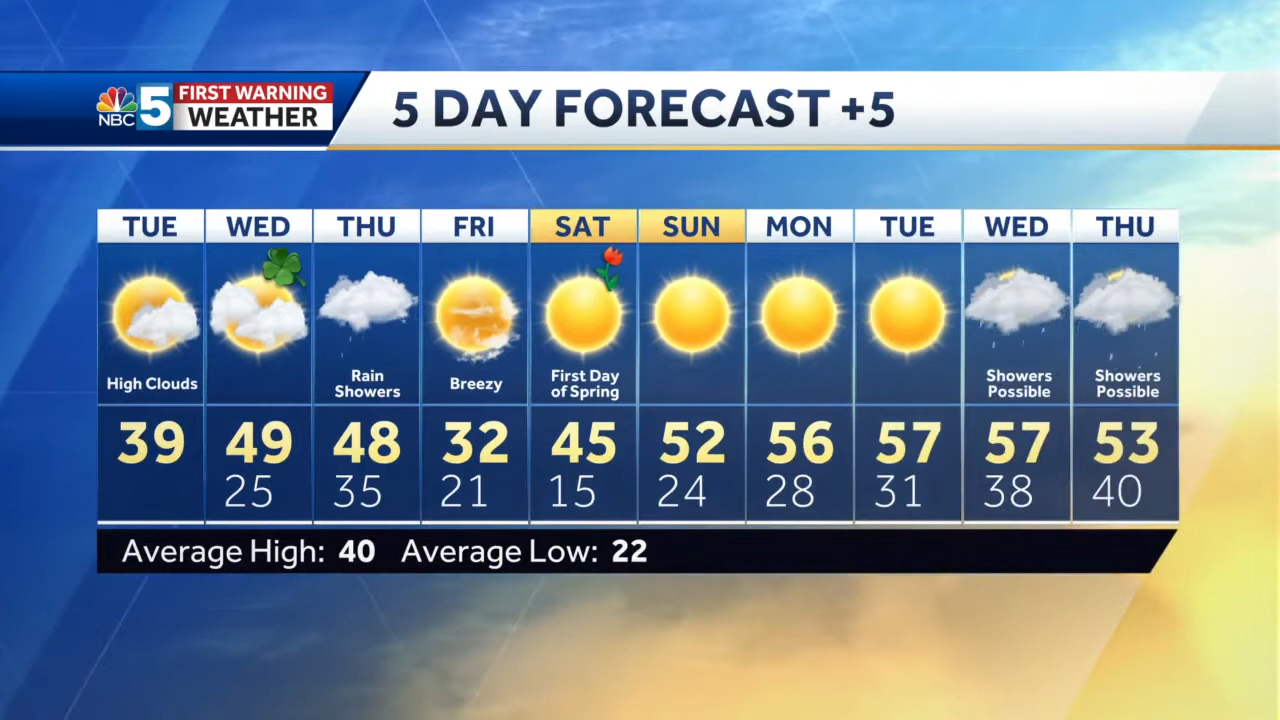 NBC 5 FIRST WARNING
WEATHER
5 DAY FORECAST +5
TUE WED THU FRI SAT SUN MON TUE WED THU
High Clouds
Rain
Showers
Breezy
First Day
of Spring
Showers
Possible
Showers
Possible
39 49 48 32 45 52 56 57 57 53
25 35 21 15 24 28 31 38 40
Average High: 40 Average Low: 22